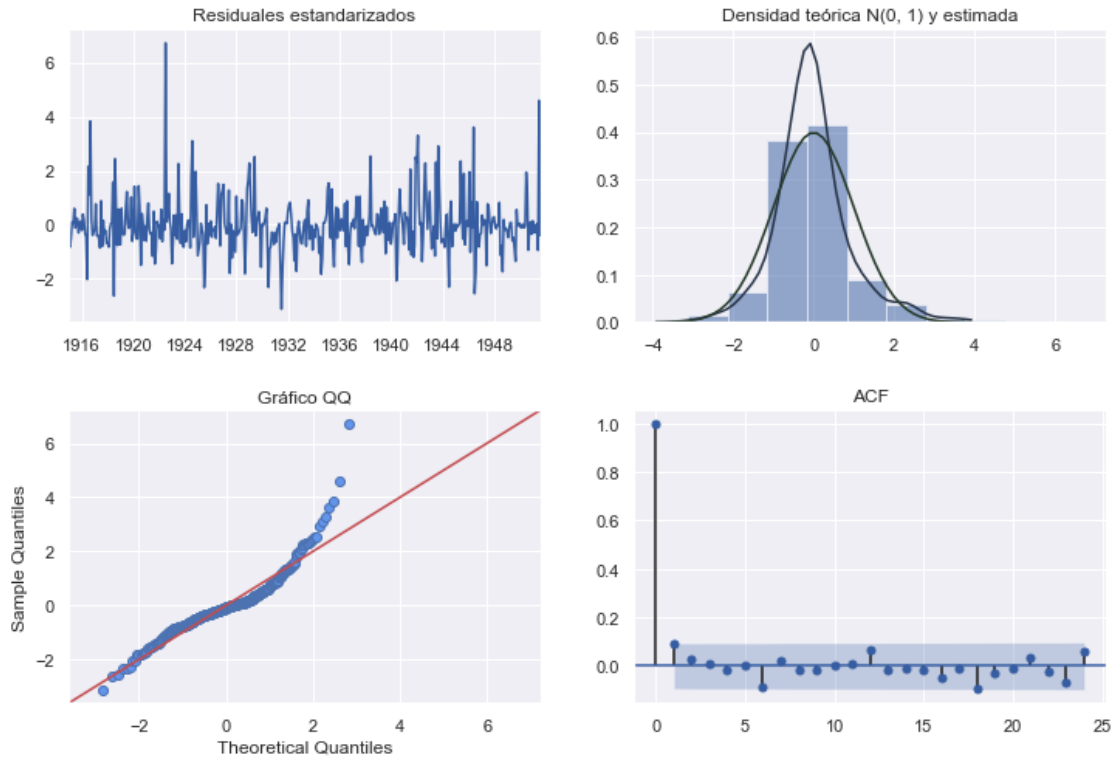 Residuales estandarizados
6
4
2
0
−2
1916 1920 1924 1928 1932 1936 1940 1944 1948
Densidad teórica N(0, 1) y estimada
0.6
0.5
0.4
0.3
0.2
0.1
0.0
−4 −2 0 2 4 6
Gráfico QQ
Sample Quantiles
6
4
2
0
−2
−2 0 2 4 6
Theoretical Quantiles
ACF
1.0
0.8
0.6
0.4
0.2
0.0
0 5 10 15 20 25